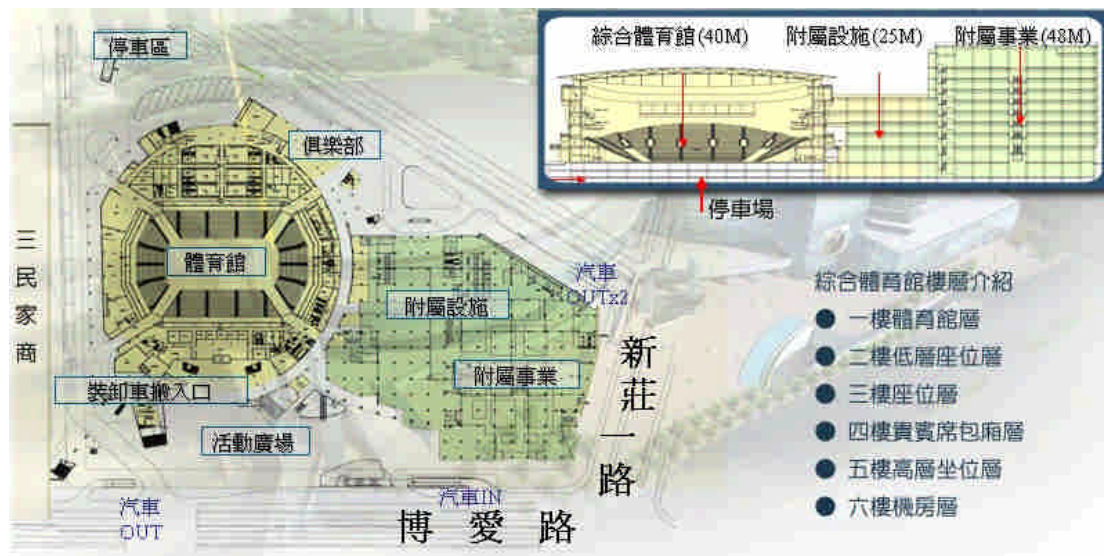 停車區
綜合體育館(40M)
附屬設施(25M)
附屬事業(48M)
俱樂部
停車場
三民家商
體育館
汽車
OUTx2
附屬設施
綜合體育館樓層介紹
一樓體育館層
二樓低層座位層
三樓座位層
四樓貴賓席包廂層
五樓高層坐位層
六樓機房層
新莊一路
附屬事業
裝卸車搬入口
活動廣場
汽車
OUT
汽車IN
博愛路